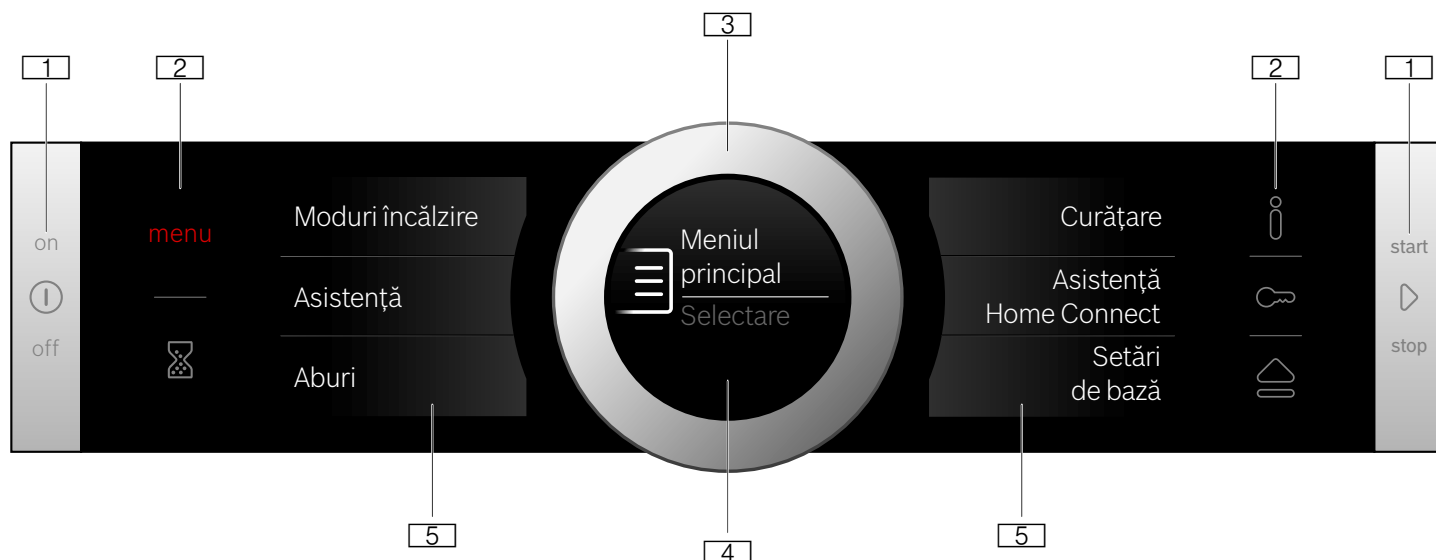 3
1
2
2
1
on
off
menu
Moduri încălzire
Asistență
Aburi
Meniul
principal
Selectare
Curățare
Asistență
Home Connect
Setări
de bază
start
stop
5
4
5